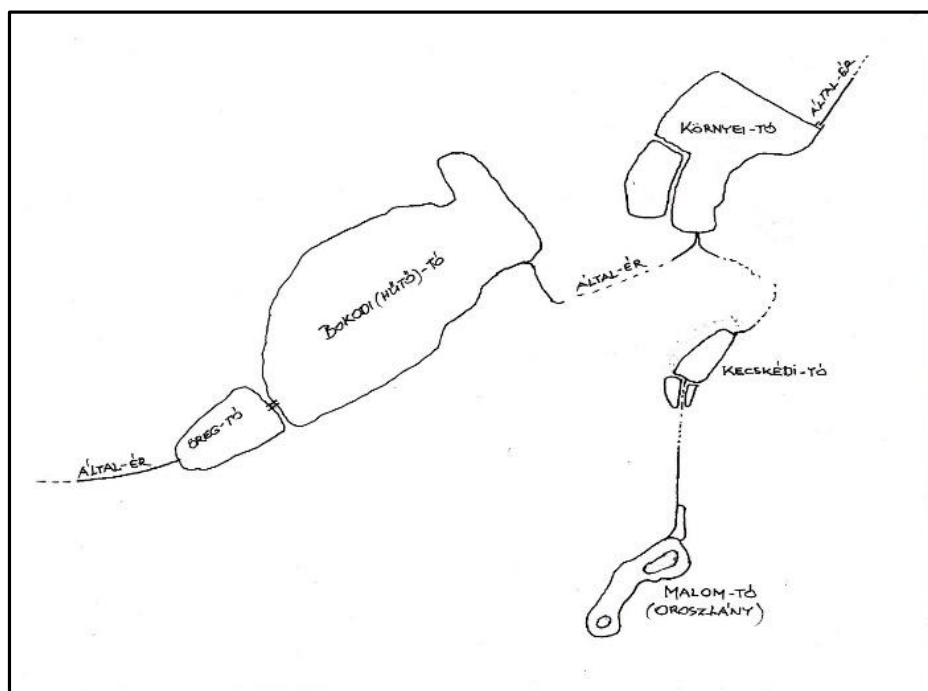 ÁLTAL-ÉR
KÖRNYEI-TÓ
BOKODI (HŰTŐ)-TÓ
ÁLTAL-ÉR
KECSKÉDI-TÓ
ÖREG-TÓ
ÁLTAL-ÉR
MALOM-TÓ
(OROSZLÁNY)